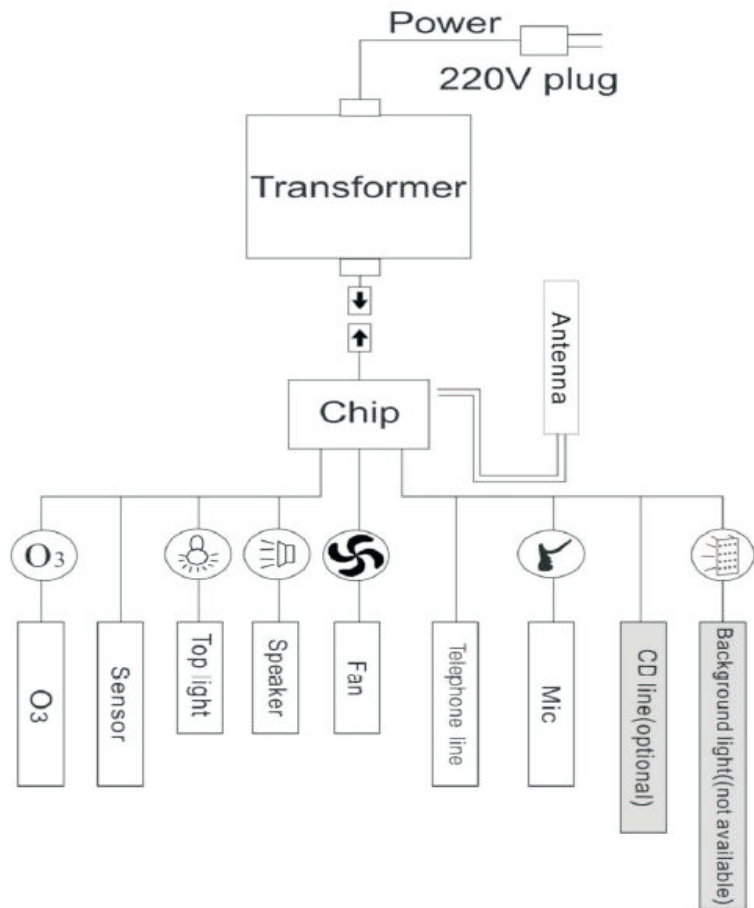 Power
220V plug
Transformer
Antenna
Chip
O3
O3
Sensor
Top light
Speaker
Fan
Telephone line
Mic
CD line(optional)
Background light((not available)